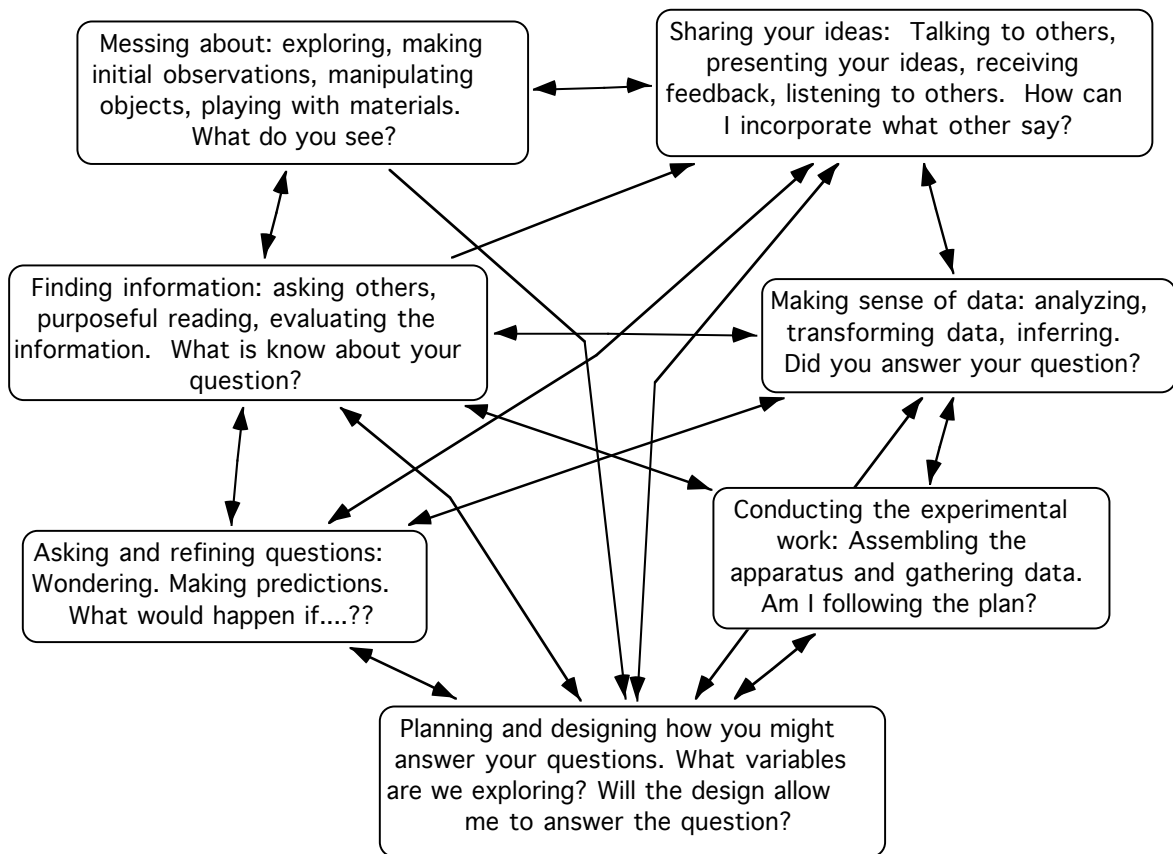 Messing about: exploring, making
initial observations, manipulating
objects, playing with materials.
What do you see?
Sharing your ideas:  Talking to others,
presenting your ideas, receiving
feedback, listening to others.  How can
I incorporate what other say?
Finding information: asking others,
purposeful reading, evaluating the
information.  What is know about your
question?
Making sense of data: analyzing,
transforming data, inferring.
Did you answer your question?
Asking and refining questions:
Wondering. Making predictions.
What would happen if....??
Conducting the experimental
work: Assembling the
apparatus and gathering data.
Am I following the plan?
Planning and designing how you might
answer your questions. What variables
are we exploring? Will the design allow
me to answer the question?